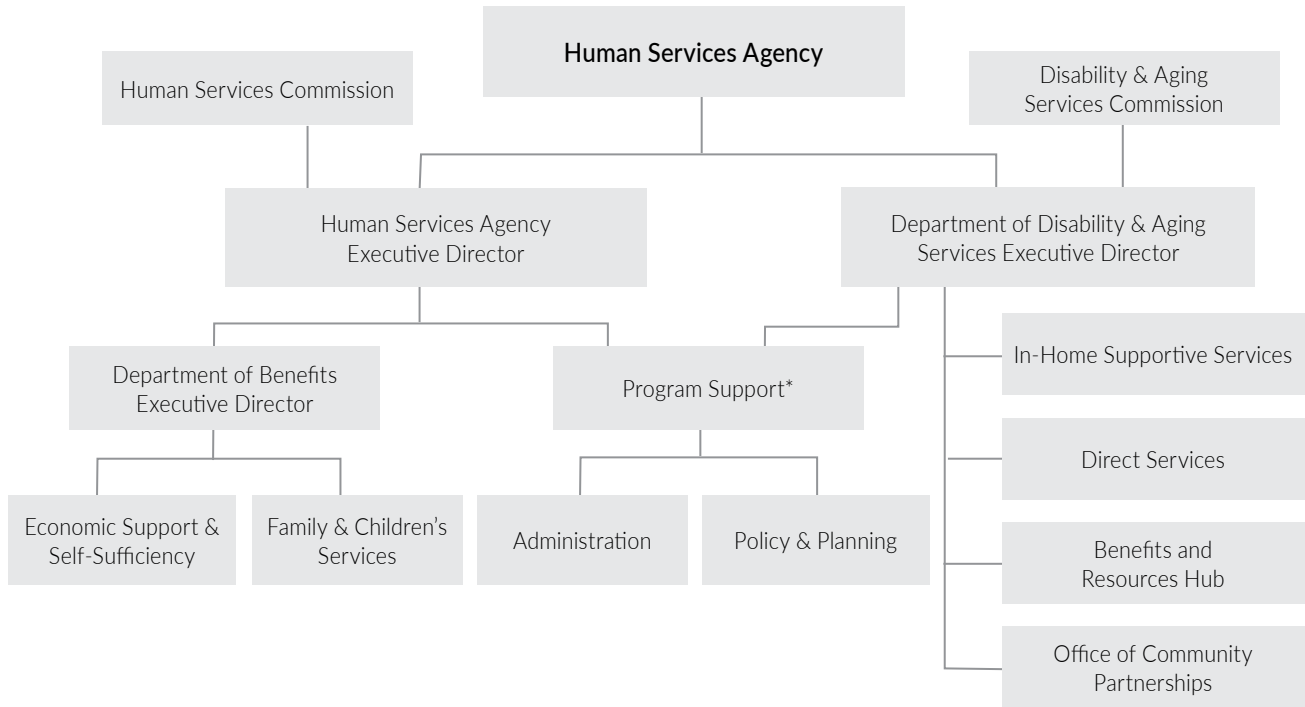 Human Services Agency
Human Services Commission
Disability & Aging
Services Commission
Human Services Agency
Executive Director
Department of Disability & Aging
Services Executive Director
Department of Benefits
Executive Director
Program Support*
In-Home Supportive Services
Direct Services
Benefits and
Resources Hub
Office of Community
Partnerships
Economic Support &
Self-Sufficiency
Family & Children’s
Services
Administration
Policy & Planning